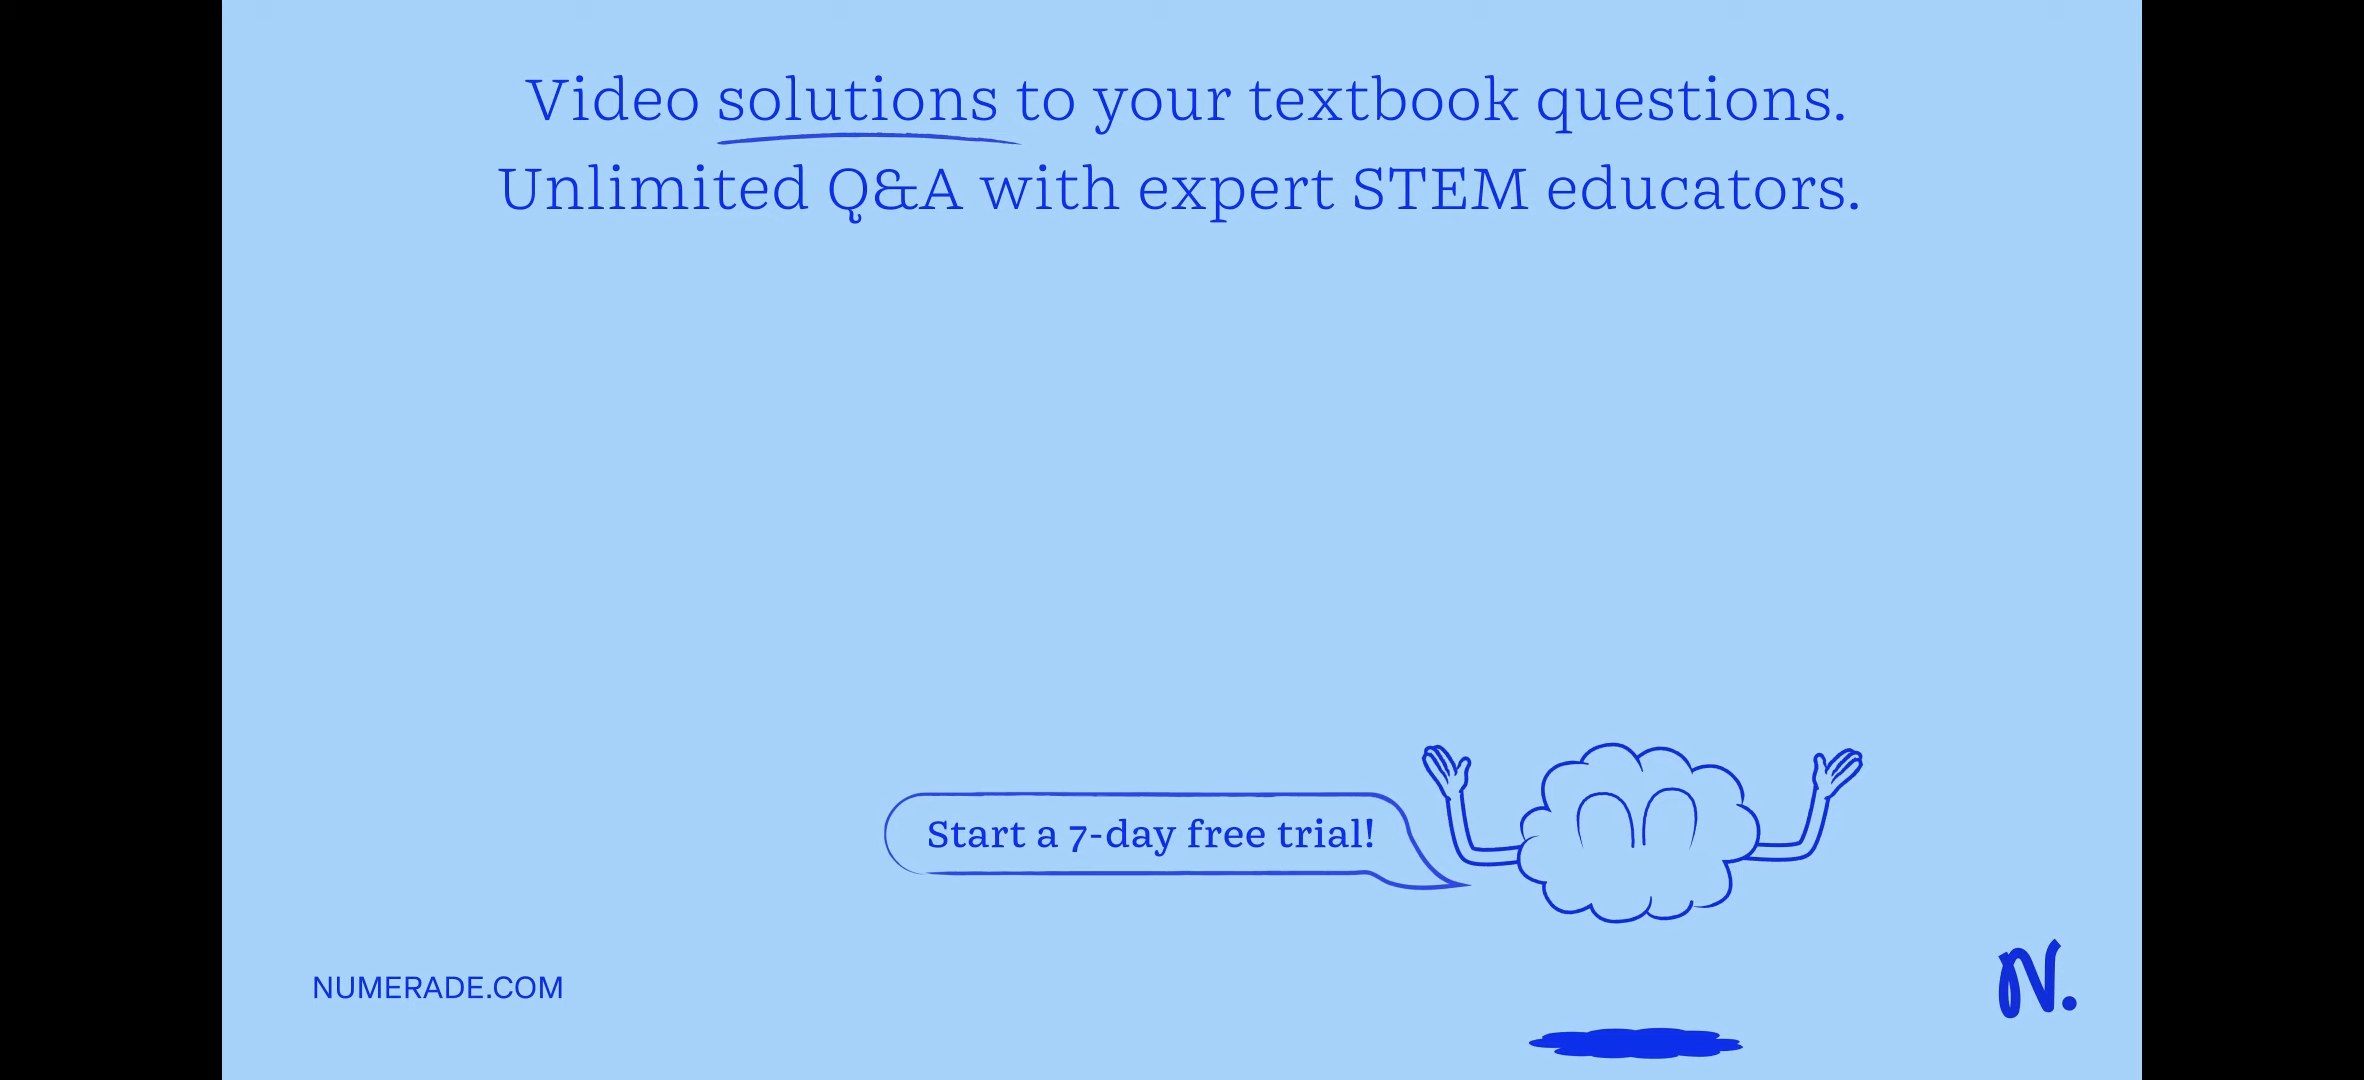 Video solutions to your textbook questions.
Unlimited Q&A with expert STEM educators.
Start a 7-day free trial!
NUMERADE.COM
N.